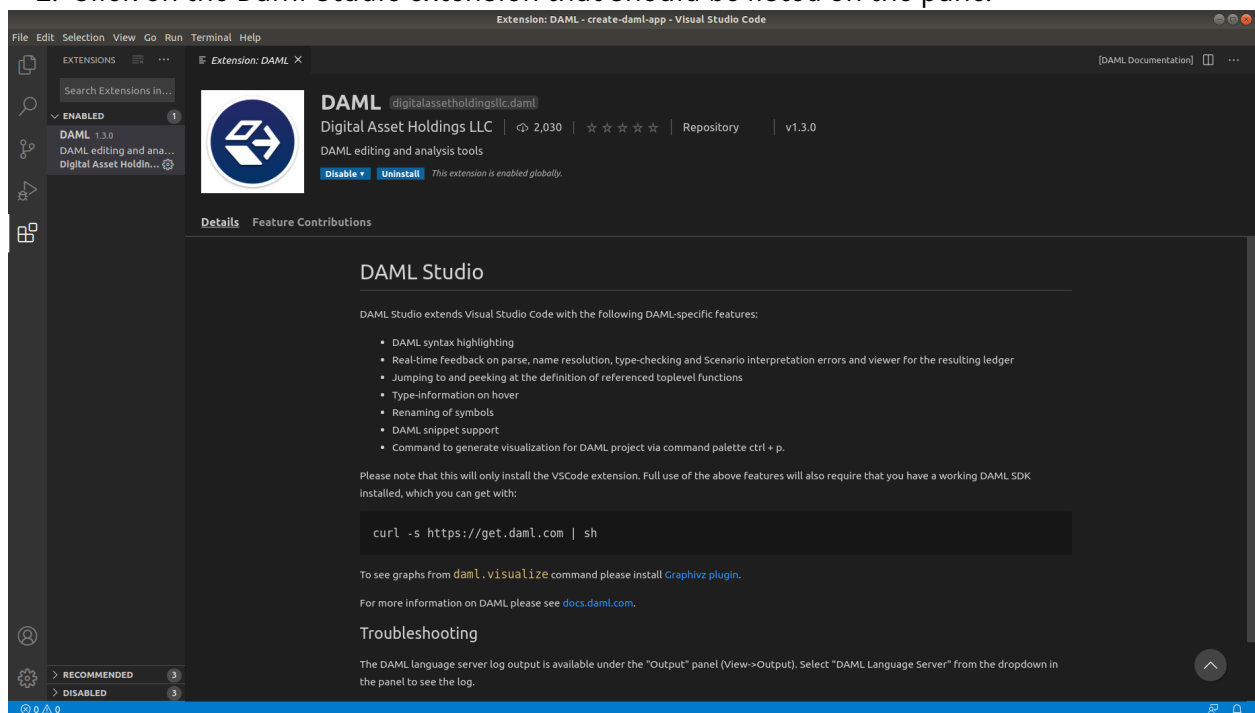 2. Click on the Daml Studio extension that should be listed on the pane.
Extension: DAML - create-daml-app - Visual Studio Code
File Edit Selection View Go Run Terminal Help
EXTENSIONS
Extension: DAML
[DAML Documentation]
Search Extensions in...
ENABLED 1
DAML 1.3.0
DAML editing and ana...
Digital Asset Holdin...
DAML digitalassetholdingsllc.daml
Digital Asset Holdings LLC | 2,030 | Repository | v1.3.0
DAML editing and analysis tools
Disable Uninstall This extension is enabled globally.
Details Feature Contributions
DAML Studio
DAML Studio extends Visual Studio Code with the following DAML-specific features:
• DAML syntax highlighting
• Real-time feedback on parse, name resolution, type-checking and Scenario interpretation errors and viewer for the resulting ledger
• Jumping to and peeking at the definition of referenced toplevel functions
• Type-information on hover
• Renaming of symbols
• DAML snippet support
• Command to generate visualization for DAML project via command palette ctrl + p.
Please note that this will only install the VSCode extension. Full use of the above features will also require that you have a working DAML SDK
installed, which you can get with:
curl -s https://get.daml.com | sh
To see graphs from daml.visualize command please install Graphivz plugin.
For more information on DAML please see docs.daml.com.
Troubleshooting
The DAML language server log output is available under the "Output" panel (View->Output). Select "DAML Language Server" from the dropdown in
the panel to see the log.
RECOMMENDED 3
DISABLED 3
0 0